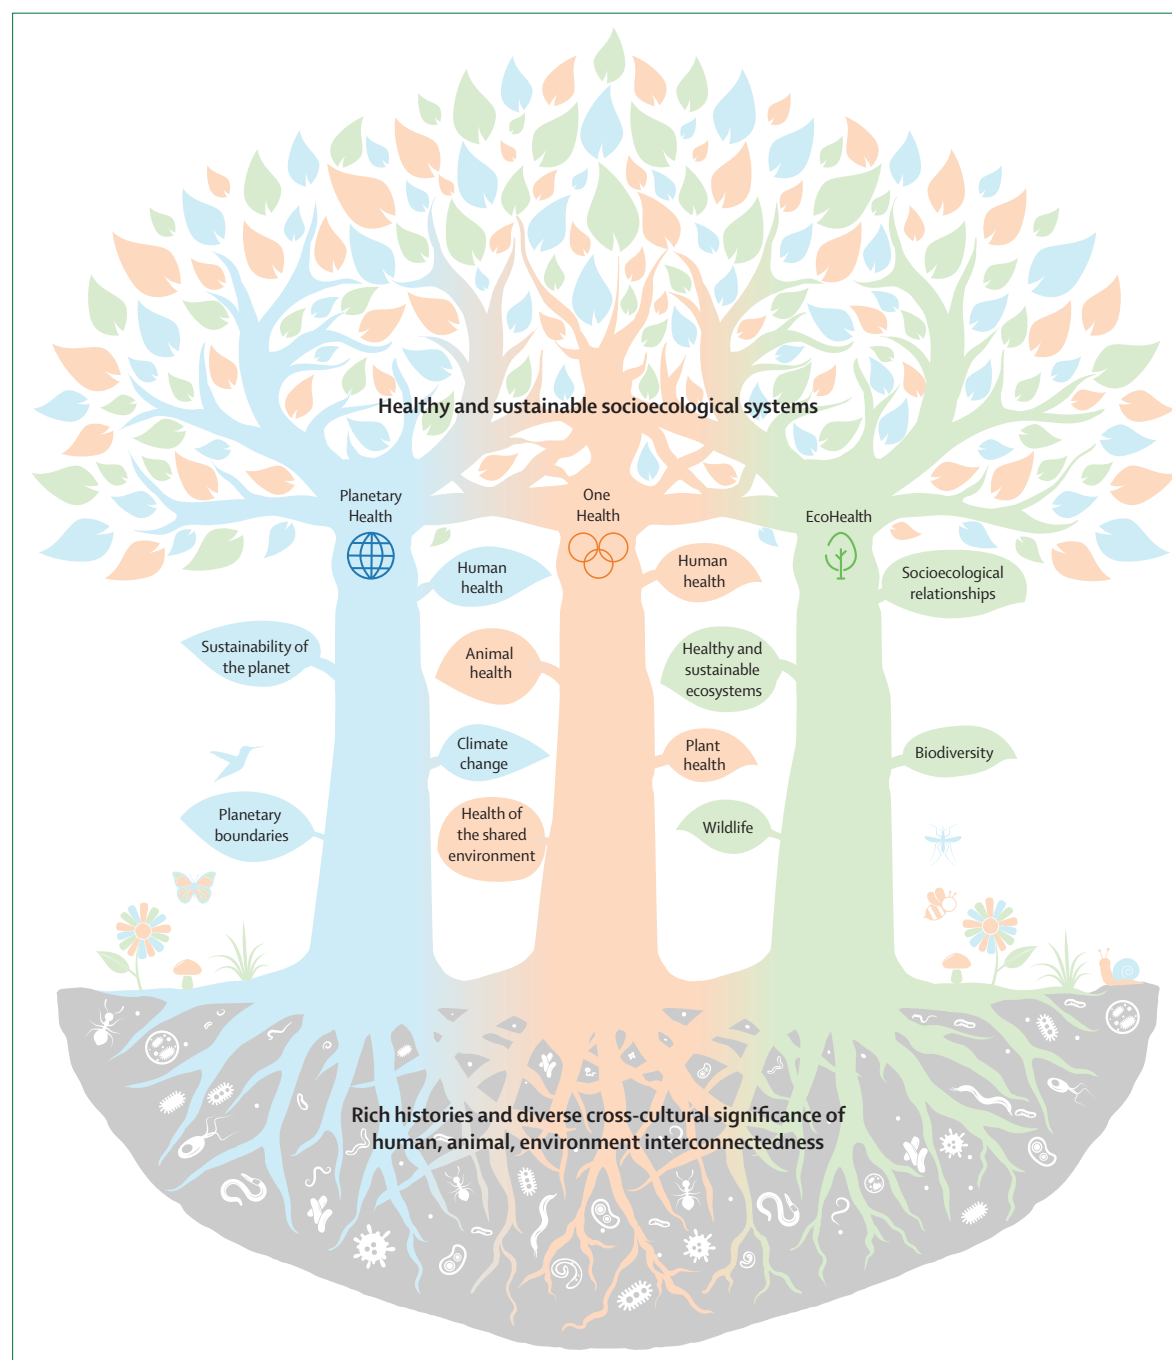 Healthy and sustainable socioecological systems
Planetary
Health
One
Health
EcoHealth
Human
health
Sustainability of
the planet
Climate
change
Planetary
boundaries
Human
health
Animal
health
Plant
health
Health of
the shared
environment
Socioecological
relationships
Healthy and
sustainable
ecosystems
Biodiversity
Wildlife
Rich histories and diverse cross-cultural significance of
human, animal, environment interconnectedness